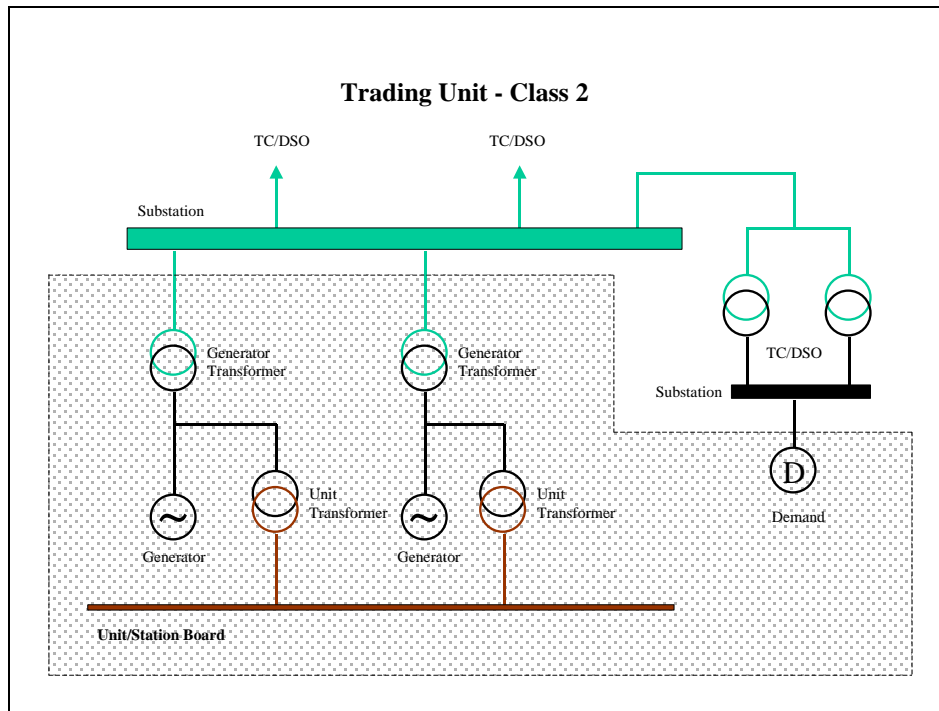 Trading Unit - Class 2
TC/DSO
TC/DSO
Substation
Generator
Transformer
Generator
Transformer
TC/DSO
Substation
D
Unit
Transformer
Unit
Transformer
Demand
~
~
Generator
Generator
Unit/Station Board